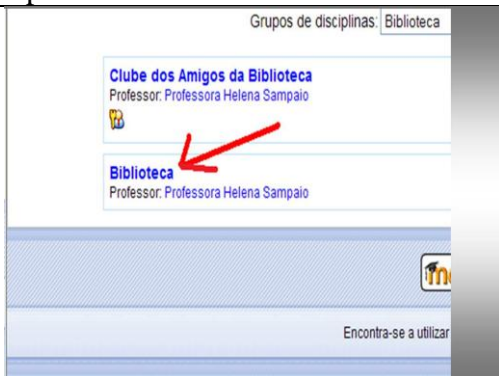 Grupos de disciplinas: Biblioteca
Clube dos Amigos da Biblioteca
Professor: Professora Helena Sampaio
Biblioteca
Professor: Professora Helena Sampaio
Encontra-se a utilizar